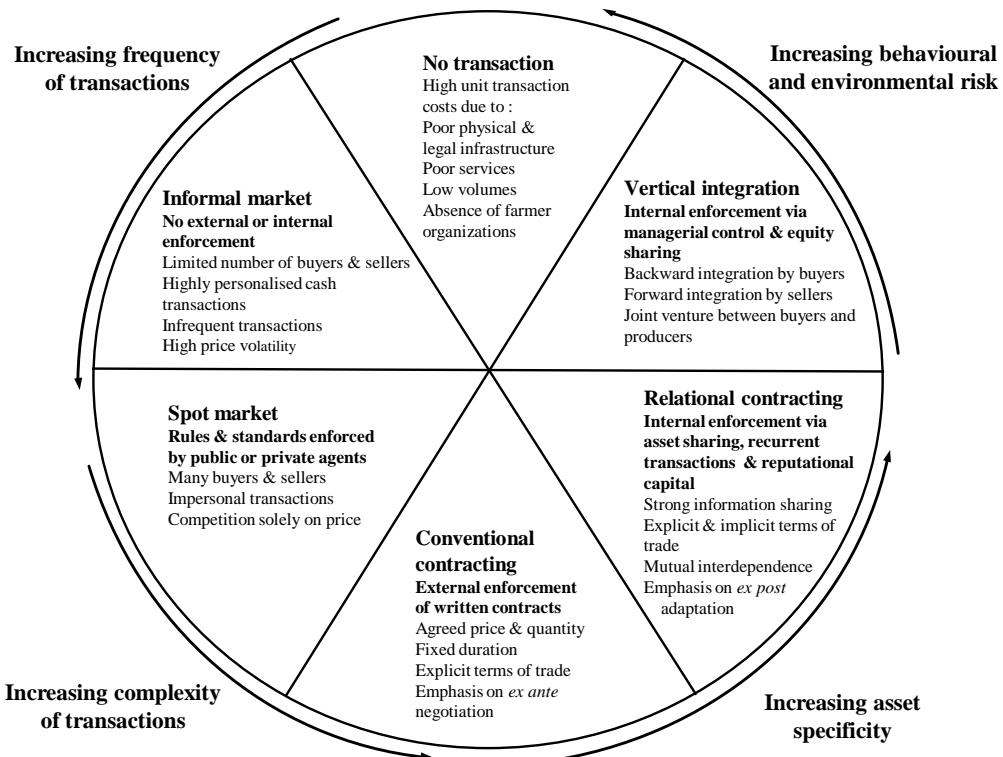 Increasing frequency
of transactions
Increasing behavioural
and environmental risk
No transaction
High unit transaction
costs due to :
Poor physical &
legal infrastructure
Poor services
Low volumes
Absence of farmer
organizations
Informal market
No external or internal
enforcement
Limited number of buyers & sellers
Highly personalised cash
transactions
Infrequent transactions
High price volatility
Vertical integration
Internal enforcement via
managerial control & equity
sharing
Backward integration by buyers
Forward integration by sellers
Joint venture between buyers and
producers
Spot market
Rules & standards enforced
by public or private agents
Many buyers & sellers
Impersonal transactions
Competition solely on price
Conventional
contracting
External enforcement
of written contracts
Agreed price & quantity
Fixed duration
Explicit terms of trade
Emphasis on ex ante
negotiation
Relational contracting
Internal enforcement via
asset sharing, recurrent
transactions & reputational
capital
Strong information sharing
Explicit & implicit terms of
trade
Mutual interdependence
Emphasis on ex post
adaptation
Increasing complexity
of transactions
Increasing asset
specificity